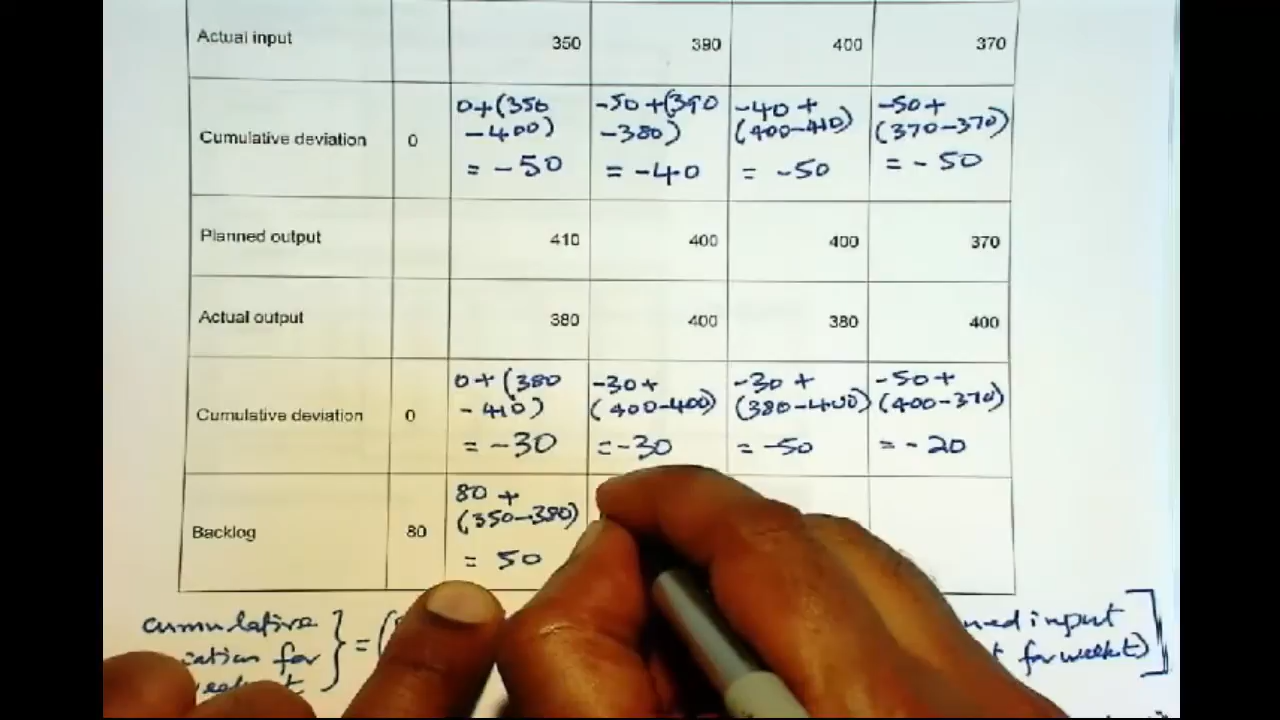 Actual input 350 390 400 370
0+(350 -50+(390 -40+ -50+
-400) -380) (400-410) (370-370)
Cumulative deviation 0
= -50 = -40 = -50 = -50
Planned output 410 400 400 370
Actual output 380 400 380 400
0+(380 -30+ -30+ -50+
-410) (400-400) (380-400) (400-370)
Cumulative deviation 0
= -30 =-30 = -50 = -20
80 +
(350-380)
Backlog 80
= 50
cumulative } = ( input
for for week t) ]